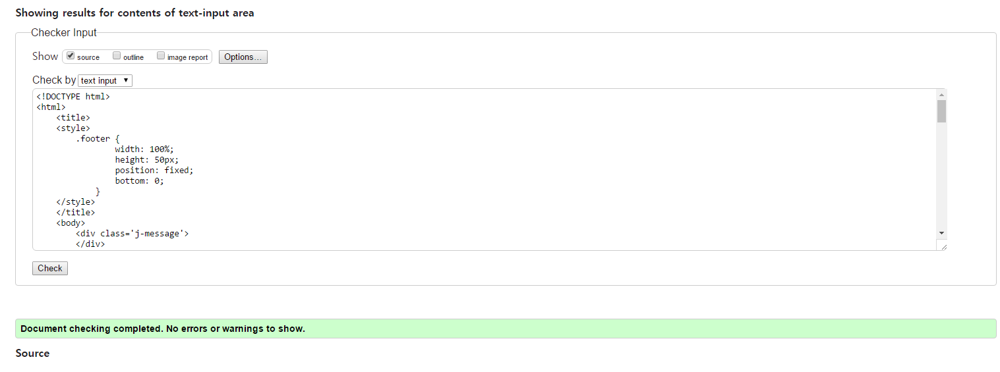 Showing results for contents of text-input area
Checker Input
Show source outline image report Options...
Check by text input
<!DOCTYPE html>
<html>
    <title>
    <style>
        .footer {
                width: 100%;
                height: 50px;
                position: fixed;
                bottom: 0;
            }
    </style>
    </title>
    <body>
        <div class='j-message'>
        </div>
Check
Document checking completed. No errors or warnings to show.
Source